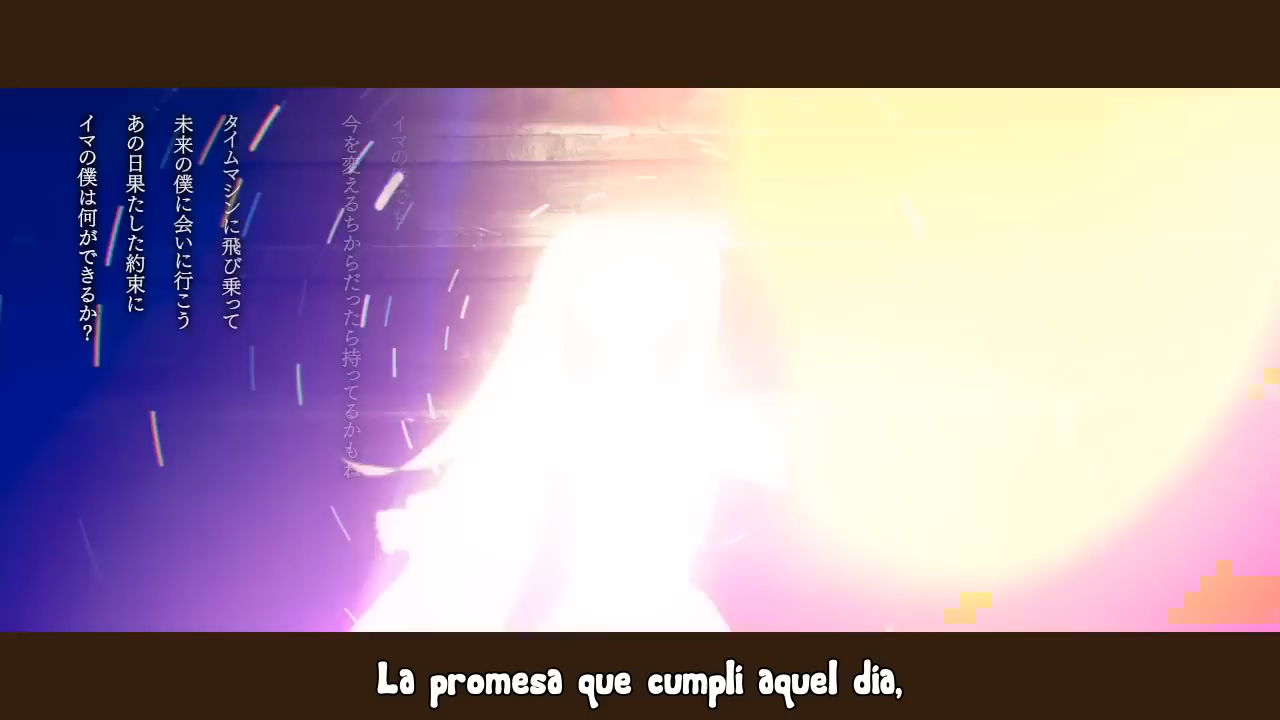 イマの
今を変えるちからだったら持ってるかもね
タイムマシンに飛び乗って
未来の僕に会いに行こう
あの日果たした約束に
イマの僕は何ができるか?
La promesa que cumplí aquel día,